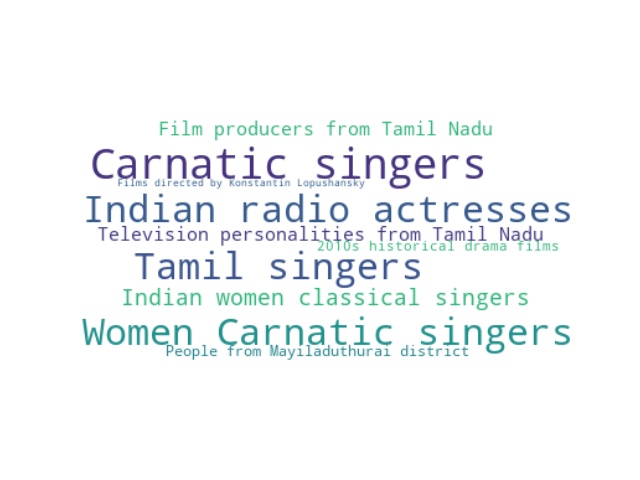 Film producers from Tamil Nadu
Carnatic singers
Films directed by Konstantin Lopushansky
Indian radio actresses
Television personalities from Tamil Nadu
2010s historical drama films
Tamil singers
Indian women classical singers
Women Carnatic singers
People from Mayiladuthurai district